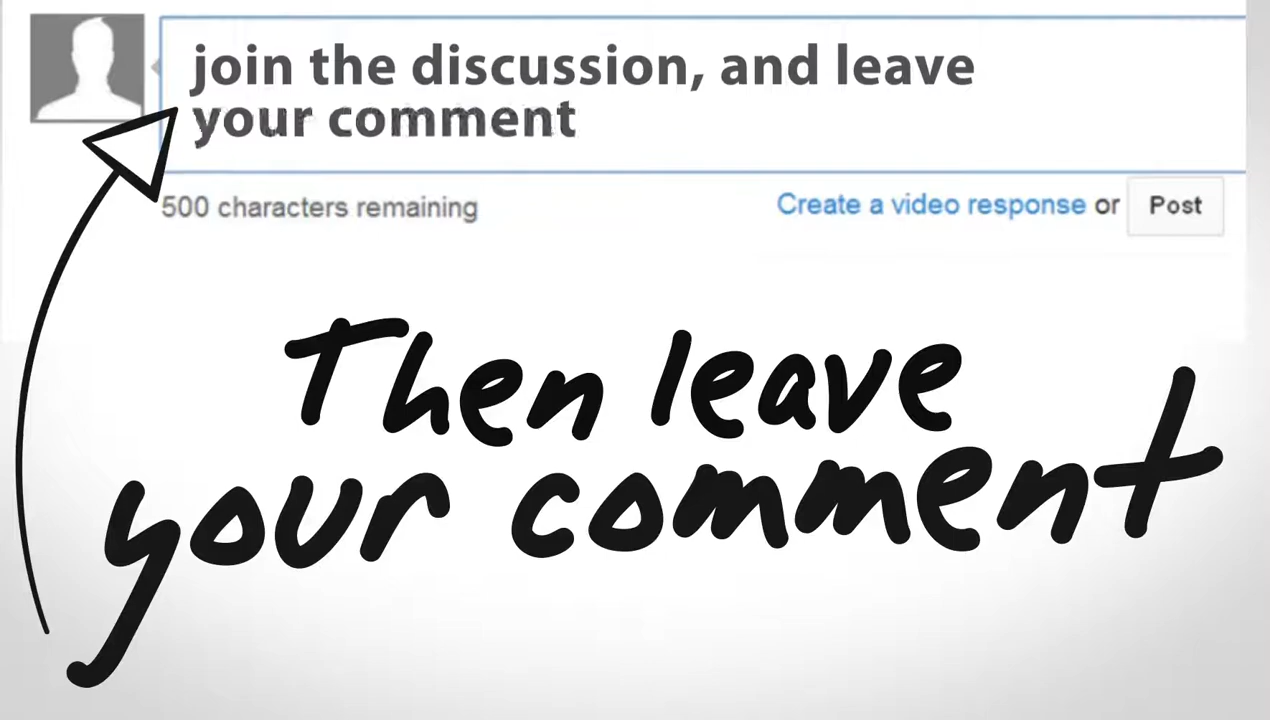 join the discussion, and leave
your comment
500 characters remaining
Create a video response or Post
Then leave
your comment